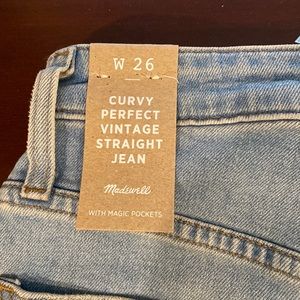 W 26
CURVY
PERFECT
VINTAGE
STRAIGHT
JEAN
Madewell
WITH MAGIC POCKETS